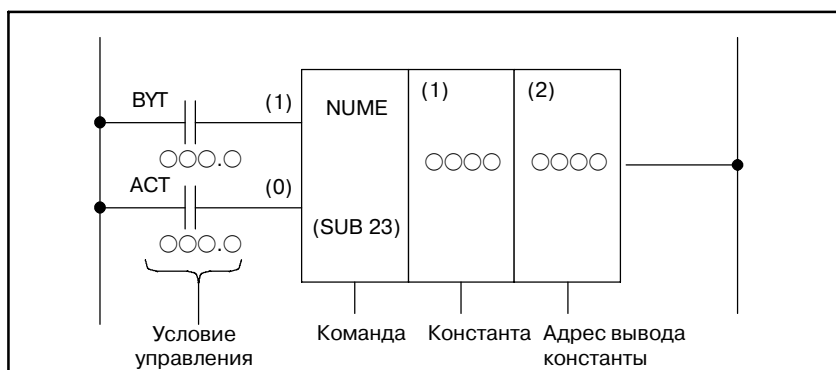 BYT (1) NUME (1) (2)
○○○.○ ○○○○ ○○○○
ACT (0)
(SUB 23)
○○○.○
Условие управления
Команда
Константа
Адрес вывода константы